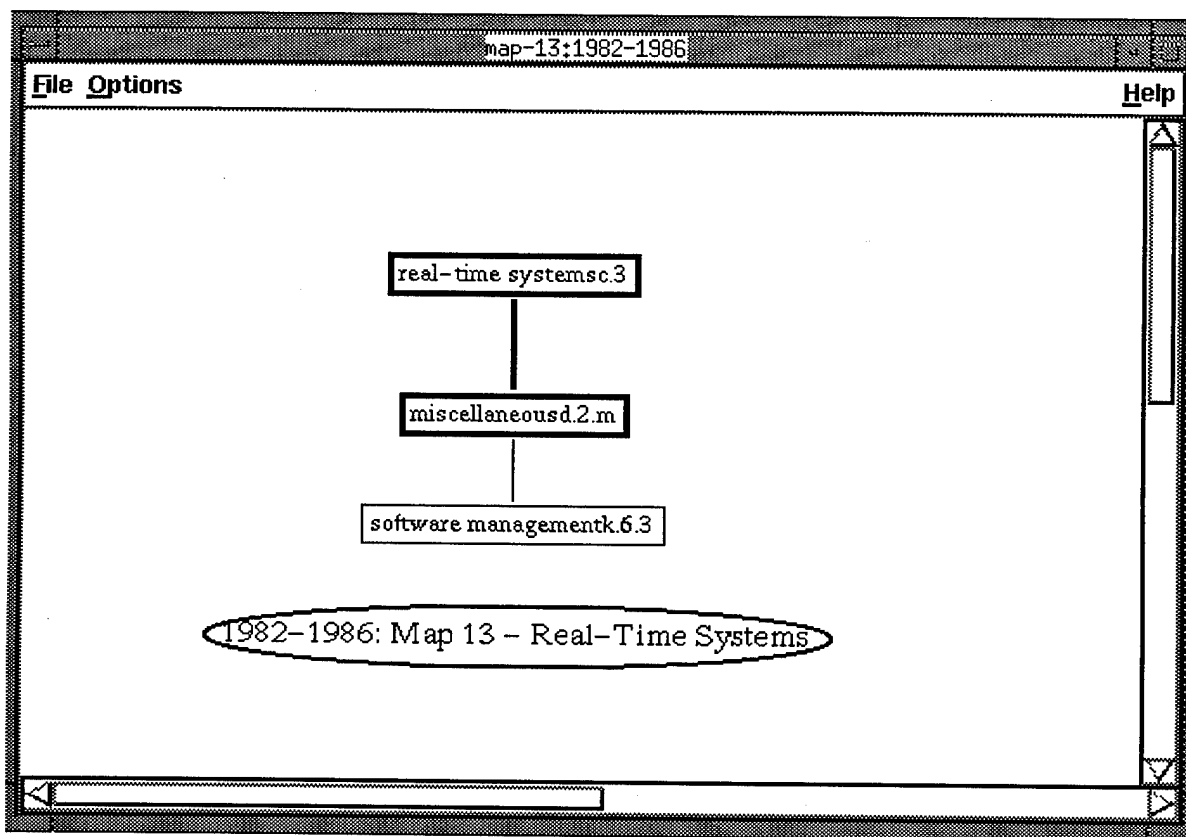 map-13:1982-1986
File Options Help
real-time systemsc.3
miscellaneousd.2.m
software managementk.6.3
1982-1986: Map 13 - Real-Time Systems